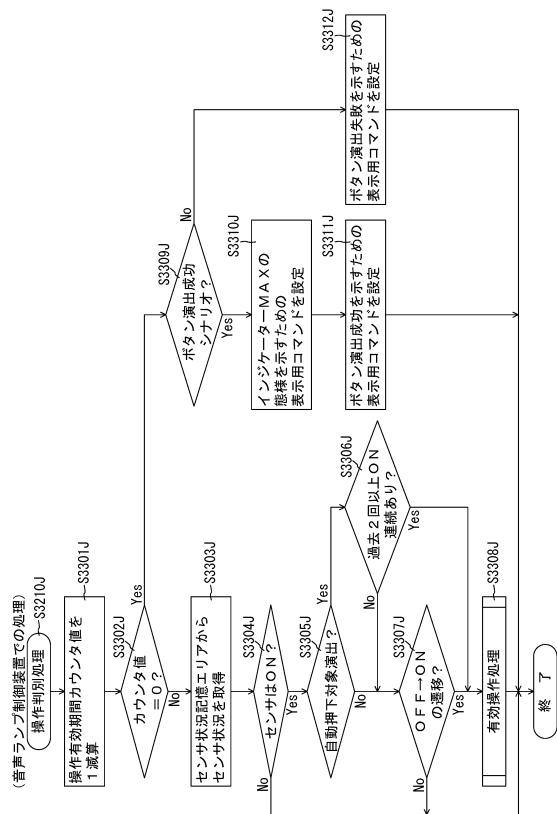 (音声ランプ制御装置での処理)
操作判別処理
S3210J
操作有効期間カウンタ値を
1減算
S3301J
カウンタ値
=0?
S3302J
Yes
No
センサ状況記憶エリアから
センサ状況を取得
S3303J
センサはON?
S3304J
No
Yes
自動押下対象演出?
S3305J
Yes
No
過去2回以上ON
連続あり?
S3306J
No
Yes
OFF→ON
の遷移?
S3307J
No
Yes
有効操作処理
S3308J
ボタン演出成功
シナリオ?
S3309J
No
Yes
インジケーターMAXの
態様を示すための
表示用コマンドを設定
S3310J
ボタン演出成功を示すための
表示用コマンドを設定
S3311J
ボタン演出失敗を示すための
表示用コマンドを設定
S3312J
終了